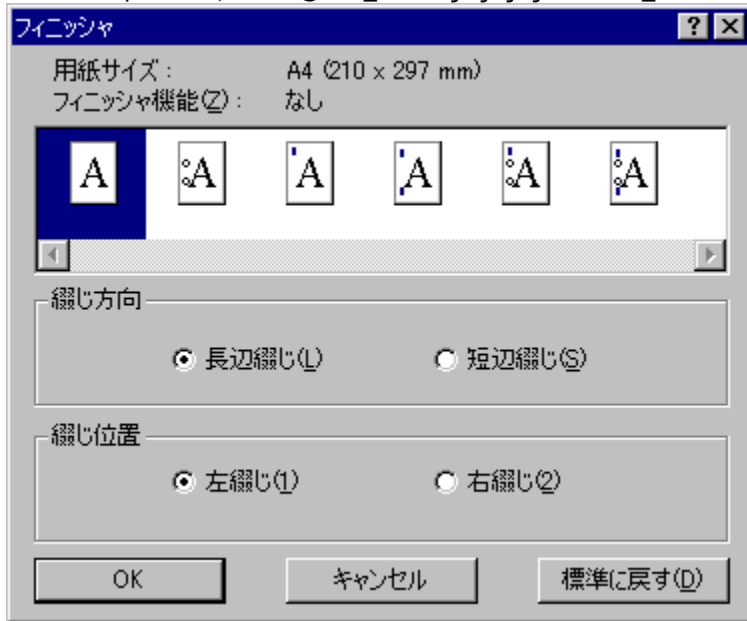 フィニッシャ
用紙サイズ： A4 (210 x 297 mm)
フィニッシャ機能(Z)： なし
A A A A A A
綴じ方向
長辺綴じ(L) 短辺綴じ(S)
綴じ位置
左綴じ(1) 右綴じ(2)
OK キャンセル 標準に戻す(D)